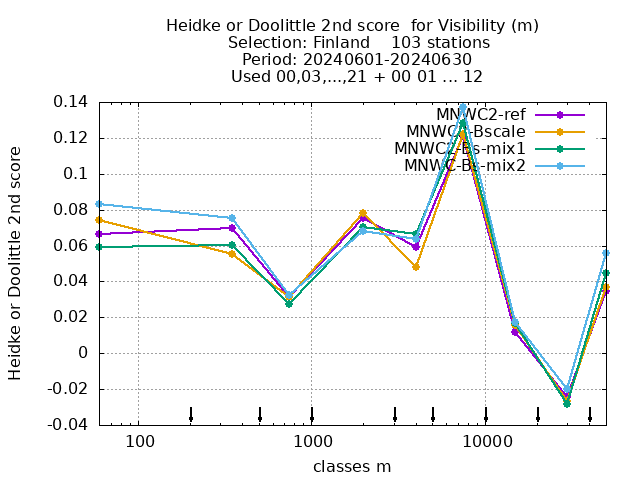 Heidke or Doolittle 2nd score  for Visibility (m)
Selection: Finland    103 stations
Period: 20240601-20240630
Used 00,03,...,21 + 00 01 ... 12
0.14
0.12
0.1
0.08
0.06
0.04
0.02
0
-0.02
-0.04
Heidke or Doolittle 2nd score
MNWC2-ref
MNWC2-Bscale
MNWC2-Bs-mix1
MNWC-Bs-mix2
100
1000
10000
classes m